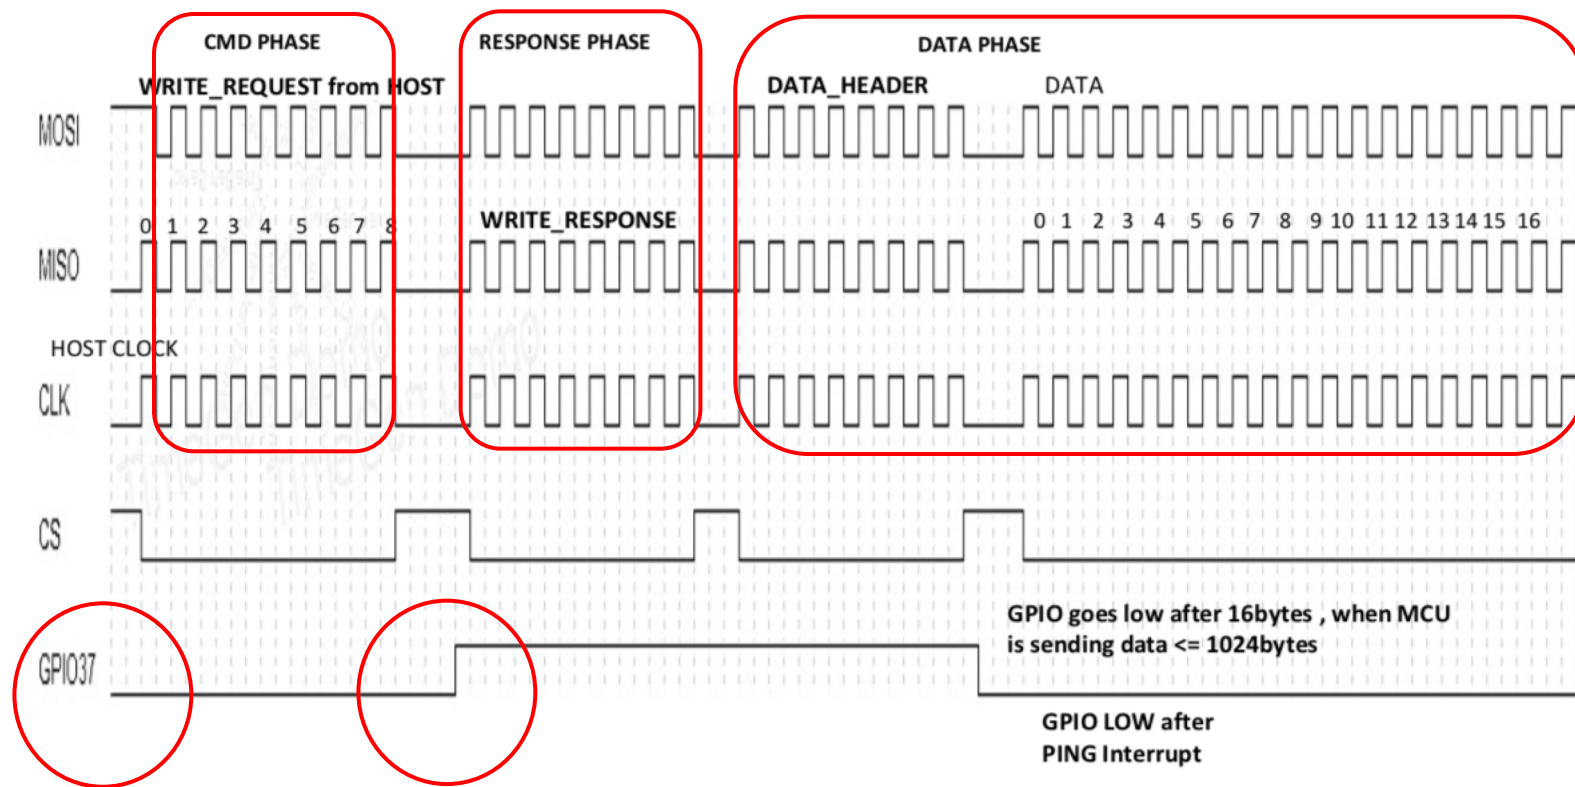 CMD PHASE
RESPONSE PHASE
DATA PHASE
WRITE_REQUEST from HOST
DATA_HEADER
DATA
MOSI
WRITE_RESPONSE
0 1 2 3 4 5 6 7 8
0 1 2 3 4 5 6 7 8 9 10 11 12 13 14 15 16
MISO
HOST CLOCK
CLK
CS
GPIO goes low after 16bytes , when MCU
is sending data <= 1024bytes
GPIO37
GPIO LOW after
PING Interrupt